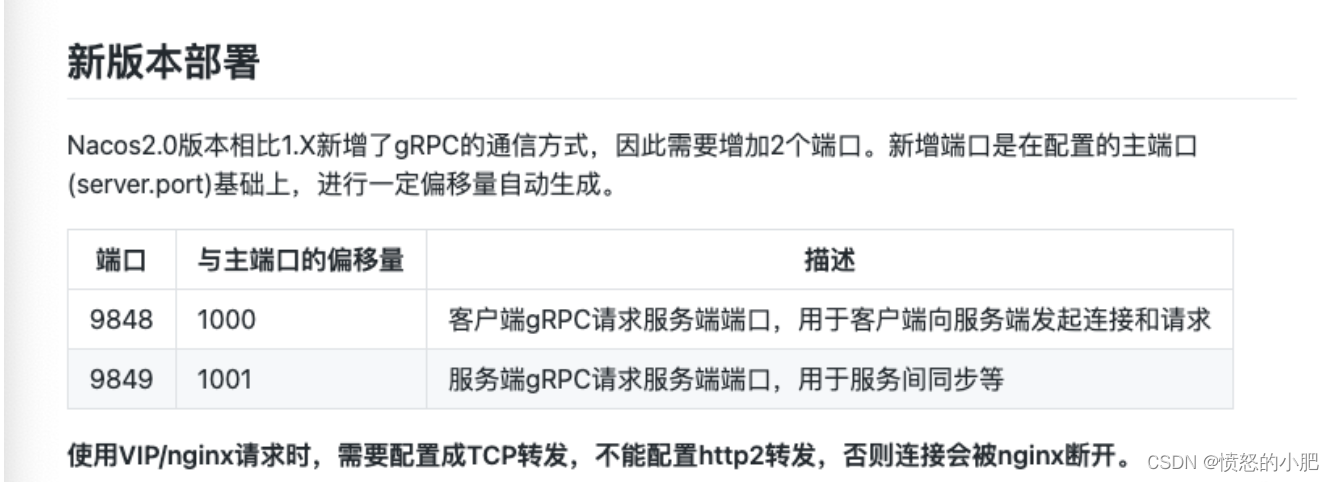 新版本部署
Nacos2.0版本相比1.X新增了gRPC的通信方式，因此需要增加2个端口。新增端口是在配置的主端口
(server.port)基础上，进行一定偏移量自动生成。
端口 与主端口的偏移量 描述
9848 1000 客户端gRPC请求服务端端口，用于客户端向服务端发起连接和请求
9849 1001 服务端gRPC请求服务端端口，用于服务间同步等
使用VIP/nginx请求时，需要配置成TCP转发，不能配置http2转发，否则连接会被nginx断开。
CSDN @愤怒的小肥